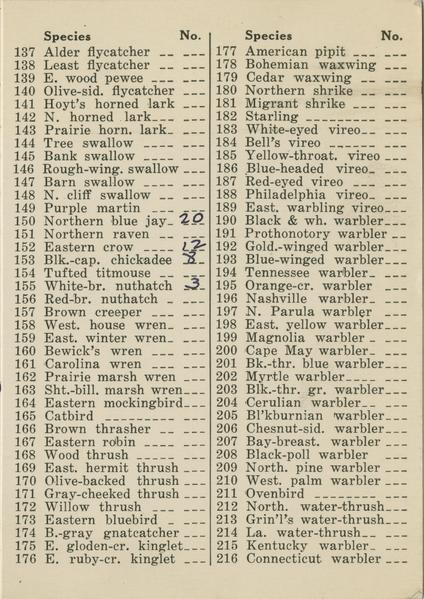 Species No.
137 Alder flycatcher
138 Least flycatcher
139 E. wood pewee
140 Olive-sid. flycatcher
141 Hoyt's horned lark
142 N. horned lark
143 Prairie horn. lark
144 Tree swallow
145 Bank swallow
146 Rough-wing. swallow
147 Barn swallow
148 N. cliff swallow
149 Purple martin
150 Northern blue jay 20
151 Northern raven
152 Eastern crow 12
153 Blk.-cap. chickadee 8
154 Tufted titmouse
155 White-br. nuthatch 3
156 Red-br. nuthatch
157 Brown creeper
158 West. house wren
159 East. winter wren
160 Bewick's wren
161 Carolina wren
162 Prairie marsh wren
163 Sht.-bill. marsh wren
164 Eastern mockingbird
165 Catbird
166 Brown thrasher
167 Eastern robin
168 Wood thrush
169 East. hermit thrush
170 Olive-backed thrush
171 Gray-cheeked thrush
172 Willow thrush
173 Eastern bluebird
174 B.-gray gnatcatcher
175 E. gloden-cr. kinglet
176 E. ruby-cr. kinglet
Species No.
177 American pipit
178 Bohemian waxwing
179 Cedar waxwing
180 Northern shrike
181 Migrant shrike
182 Starling
183 White-eyed vireo
184 Bell's vireo
185 Yellow-throat. vireo
186 Blue-headed vireo
187 Red-eyed vireo
188 Philadelphia vireo
189 East. warbling vireo
190 Black & wh. warbler
191 Prothonotory warbler
192 Gold.-winged warbler
193 Blue-winged warbler
194 Tennessee warbler
195 Orange-cr. warbler
196 Nashville warbler
197 N. Parula warbler
198 East. yellow warbler
199 Magnolia warbler
200 Cape May warbler
201 Bk.-thr. blue warbler
202 Myrtle warbler
203 Blk.-thr. gr. warbler
204 Cerulian warbler
205 Bl'kburnian warbler
206 Chesnut-sid. warbler
207 Bay-breast. warbler
208 Black-poll warbler
209 North. pine warbler
210 West. palm warbler
211 Ovenbird
212 North. water-thrush
213 Grin'l's water-thrush
214 La. water-thrush
215 Kentucky warbler
216 Connecticut warbler